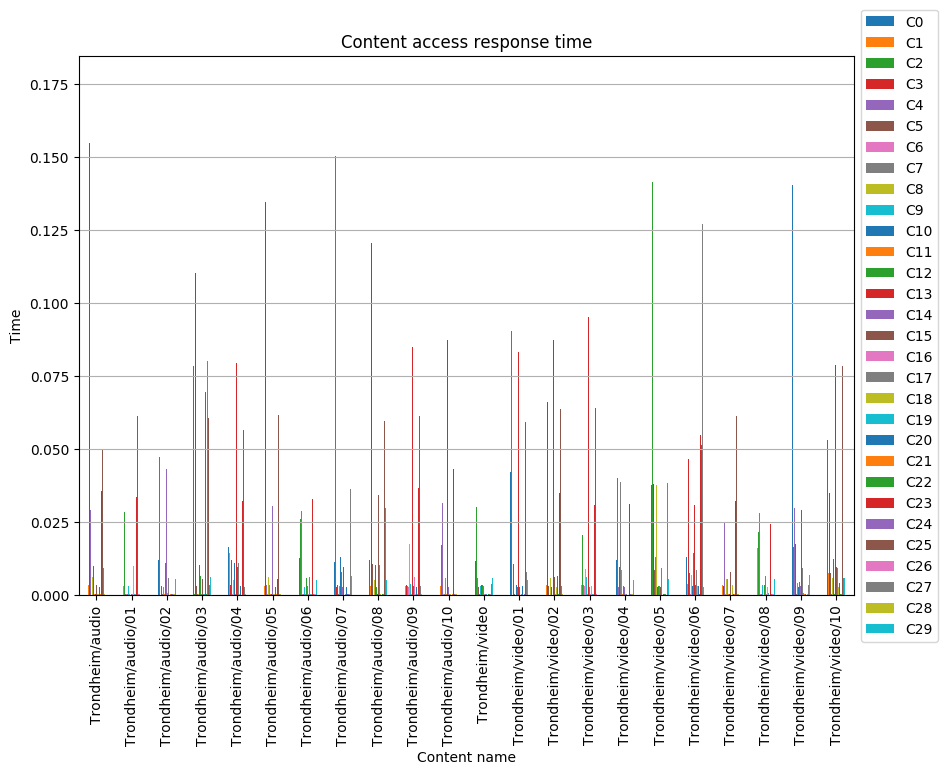 Content access response time
Time
0.175
0.150
0.125
0.100
0.075
0.050
0.025
0.000
Trondheim/audio
Trondheim/audio/01
Trondheim/audio/02
Trondheim/audio/03
Trondheim/audio/04
Trondheim/audio/05
Trondheim/audio/06
Trondheim/audio/07
Trondheim/audio/08
Trondheim/audio/09
Trondheim/audio/10
Trondheim/video
Trondheim/video/01
Trondheim/video/02
Trondheim/video/03
Trondheim/video/04
Trondheim/video/05
Trondheim/video/06
Trondheim/video/07
Trondheim/video/08
Trondheim/video/09
Trondheim/video/10
Content name
C0
C1
C2
C3
C4
C5
C6
C7
C8
C9
C10
C11
C12
C13
C14
C15
C16
C17
C18
C19
C20
C21
C22
C23
C24
C25
C26
C27
C28
C29